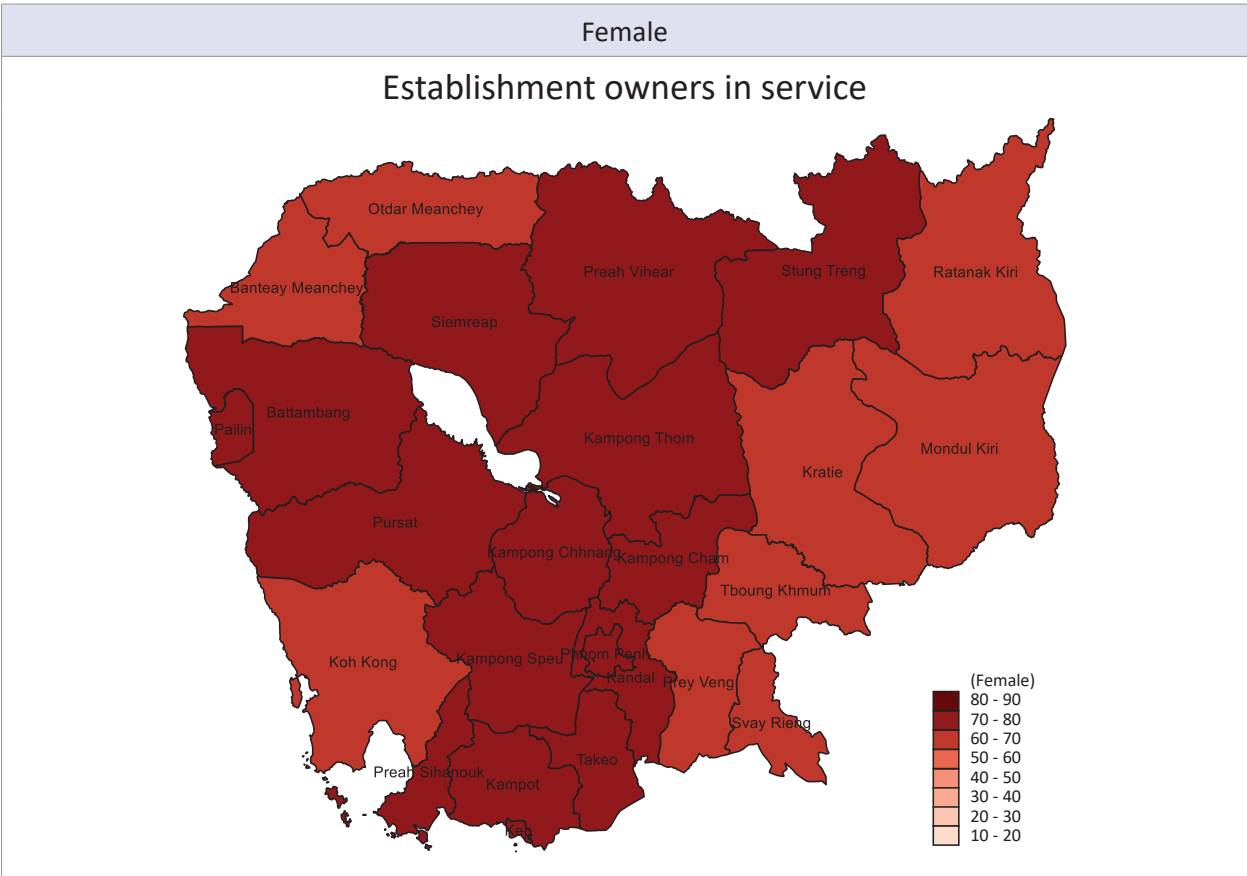 Female
Establishment owners in service
Otdar Meanchey
Preah Vihear
Stung Treng
Ratanak Kiri
Banteay Meanchey
Siemreap
Battambang
Pailin
Kampong Thom
Mondul Kiri
Kratie
Pursat
Kampong Chhnang
Kampong Cham
Tboung Khmum
Koh Kong
Kampong Speu
Phnom Penh
Kandal
Prey Veng
Svay Rieng
Preah Sihanouk
Takeo
Kampot
Kep
(Female)
80 - 90
70 - 80
60 - 70
50 - 60
40 - 50
30 - 40
20 - 30
10 - 20